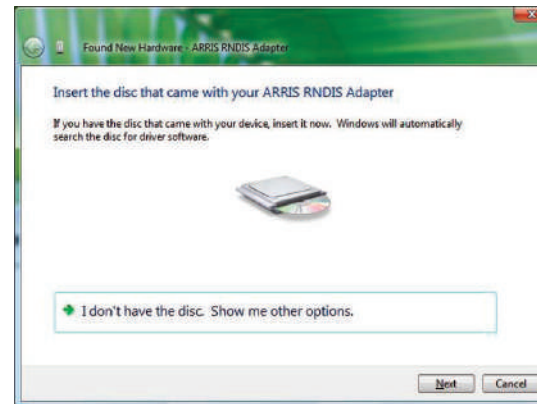 Found New Hardware - ARRIS RNDIS Adapter
Insert the disc that came with your ARRIS RNDIS Adapter
If you have the disc that came with your device, insert it now. Windows will automatically
search the disc for driver software.
I don't have the disc. Show me other options.
Next Cancel